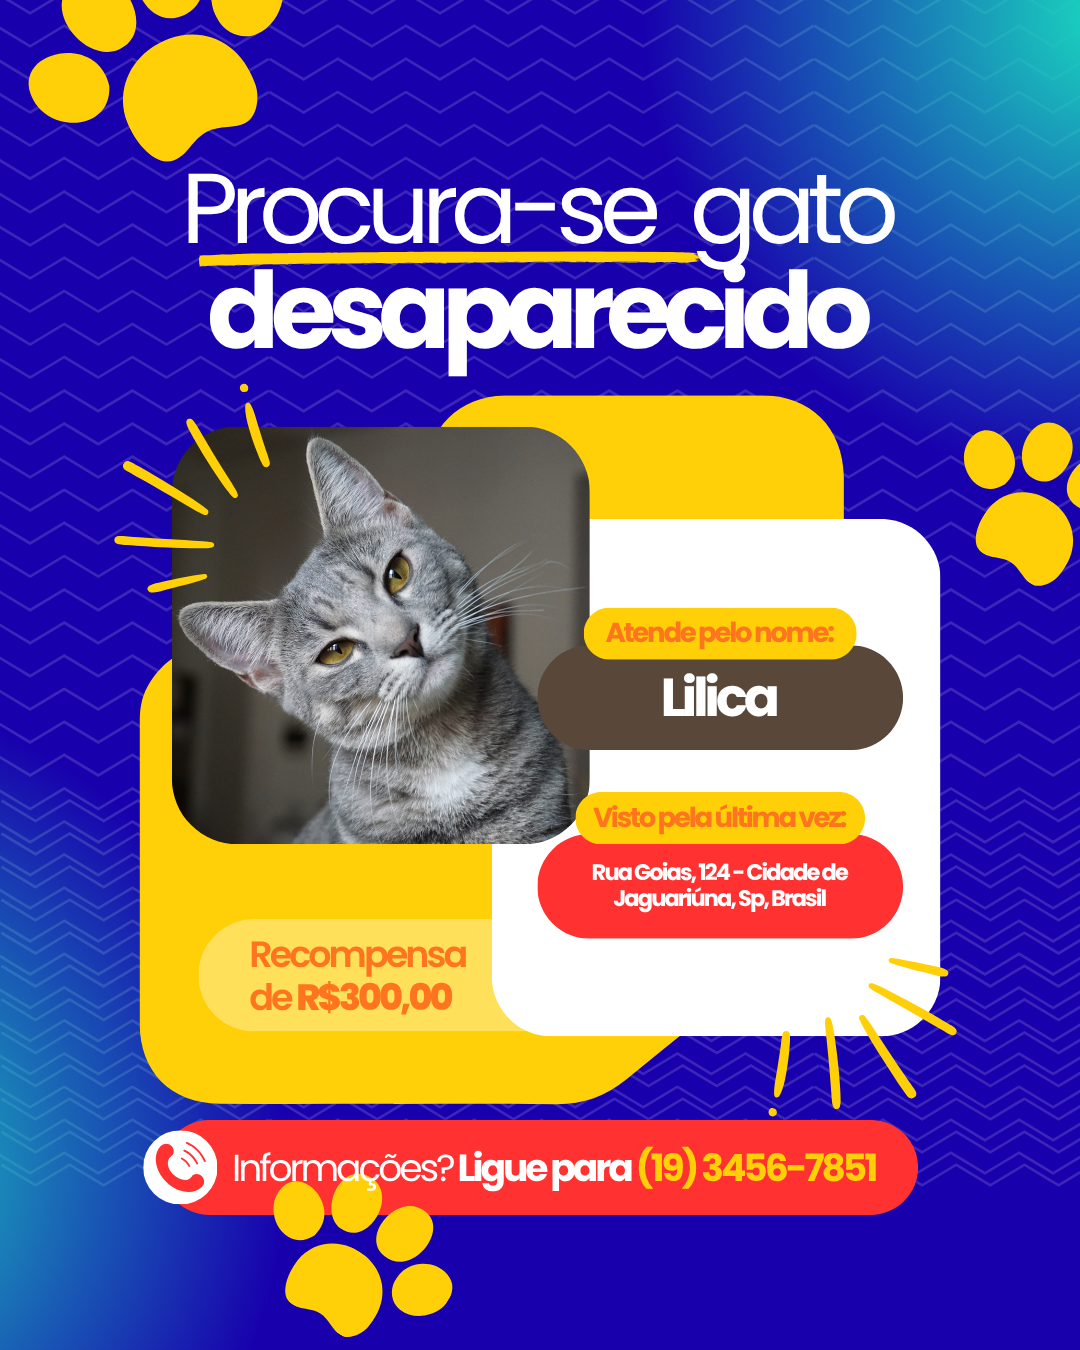 Procura-se gato
desaparecido
Atende pelo nome:
Lilica
Visto pela última vez:
Rua Goias, 124 - Cidade de
Jaguariúna, Sp, Brasil
Recompensa
de R$300,00
Informações? Ligue para (19) 3456-7851